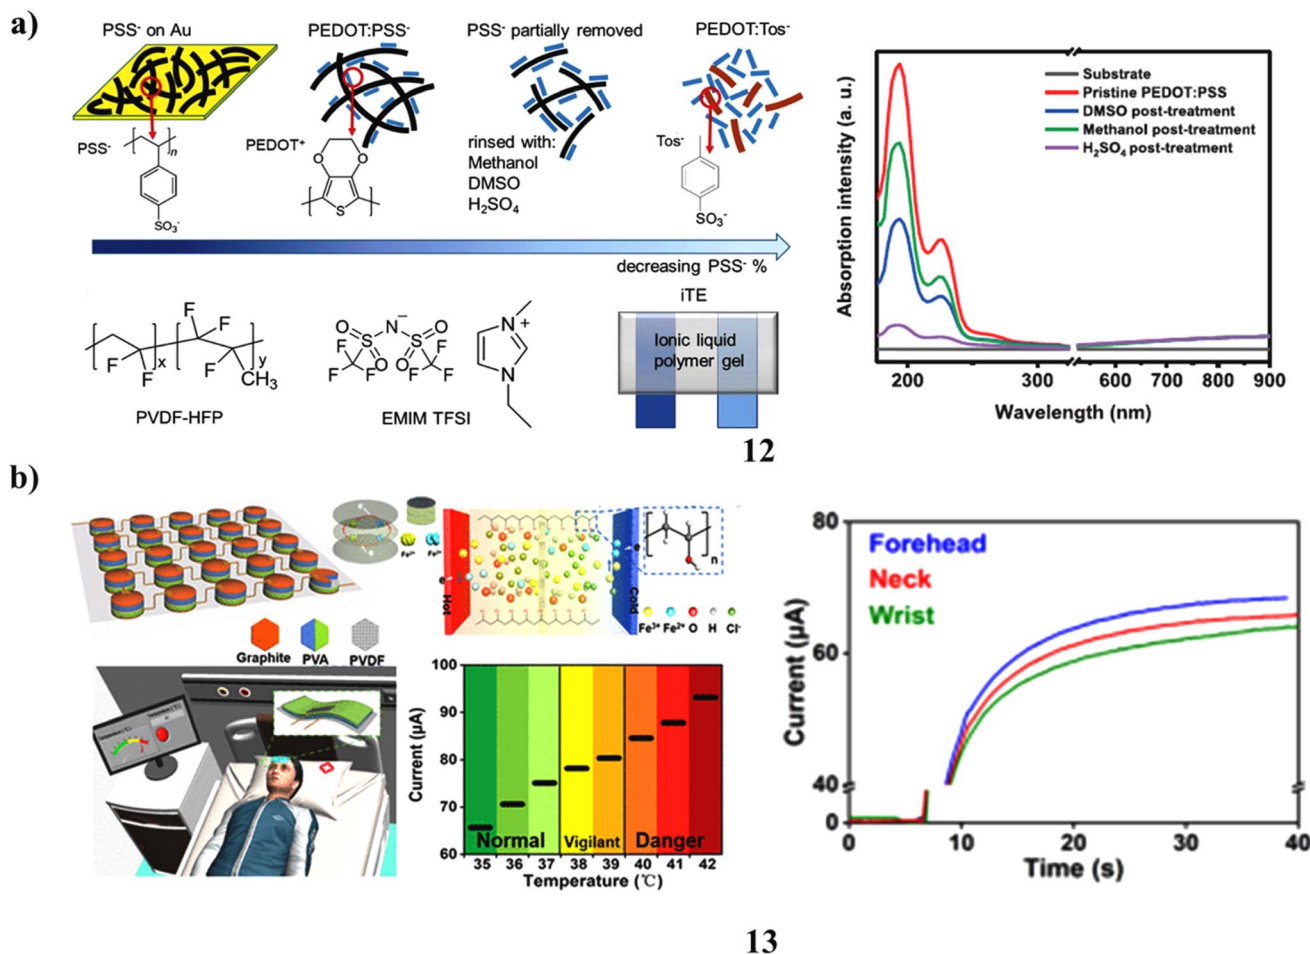 a)
PSS- on Au
PEDOT:PSS-
PSS- partially removed
PEDOT:Tos-
PSS-
n
SO3-
PEDOT+
O
O
S
rinsed with:
Methanol
DMSO
H2SO4
Tos-
SO3-
decreasing PSS- %
F
F
F
F
F
x
y
CH3
PVDF-HFP
O
N
−
O
S
S
O
O
F
F
F
F
F
F
N
+
N
EMIM TFSI
iTE
Ionic liquid
polymer gel
Absorption intensity (a. u.)
Substrate
Pristine PEDOT:PSS
DMSO post-treatment
Methanol post-treatment
H2SO4 post-treatment
200
300
600
700
800
900
Wavelength (nm)
12
b)
Graphite
PVA
PVDF
Hot
Cold
n
Fe3+
Fe2+
O
H
Cl-
Current (μA)
100
90
80
70
60
Normal
Vigilant
Danger
35
36
37
38
39
40
41
42
Temperature (℃)
Current (μA)
80
60
40
0
Forehead
Neck
Wrist
0
10
20
30
40
Time (s)
13